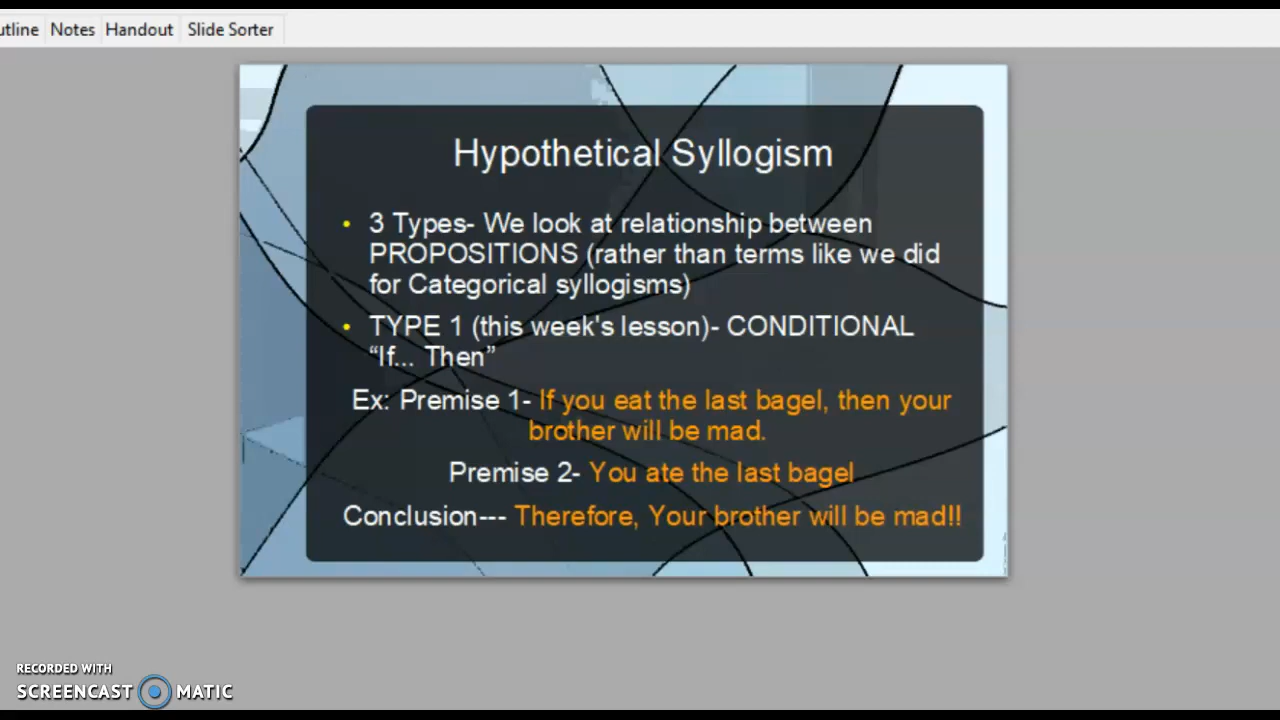 Notes Handout Slide Sorter
Hypothetical Syllogism
• 3 Types- We look at relationship between
PROPOSITIONS (rather than terms like we did
for Categorical syllogisms)
• TYPE 1 (this week's lesson)- CONDITIONAL
“If... Then”
Ex: Premise 1- If you eat the last bagel, then your
brother will be mad.
Premise 2- You ate the last bagel
Conclusion--- Therefore, Your brother will be mad!!
RECORDED WITH
SCREENCAST MATIC